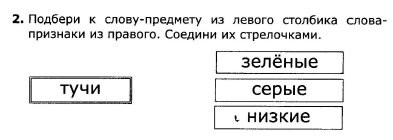 2. Подбери к слову-предмету из левого столбика слова-
признаки из правого. Соедини их стрелочками.
зелёные
тучи
серые
низкие